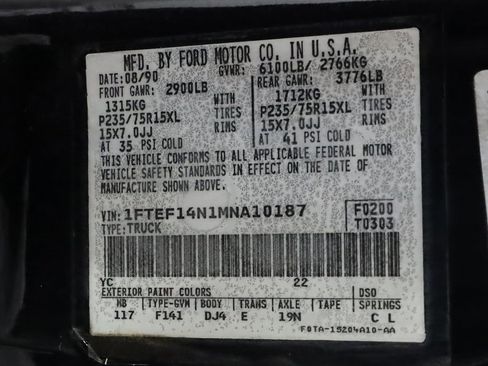 MFD. BY FORD MOTOR CO. IN U.S.A.
DATE: 08/90 GVWR: 6100LB/ 2766KG
FRONT GAWR: 2900LB REAR GAWR: 3776LB
1315KG WITH 1712KG WITH
P235/75R15XL TIRES P235/75R15XL TIRES
15X7.0JJ RIMS 15X7.0JJ RIMS
AT 35 PSI COLD AT 41 PSI COLD
THIS VEHICLE CONFORMS TO ALL APPLICABLE FEDERAL MOTOR
VEHICLE SAFETY STANDARDS IN EFFECT ON THE DATE OF
MANUFACTURE SHOWN ABOVE.
VIN: 1FTEF14N1MNA10187 F0200
TYPE: TRUCK T0303
YC 22
EXTERIOR PAINT COLORS DSO
WB TYPE-GVM BODY TRANS AXLE TAPE SPRINGS
117 F141 DJ4 E 19N C L
F0TA-15204A10-AA